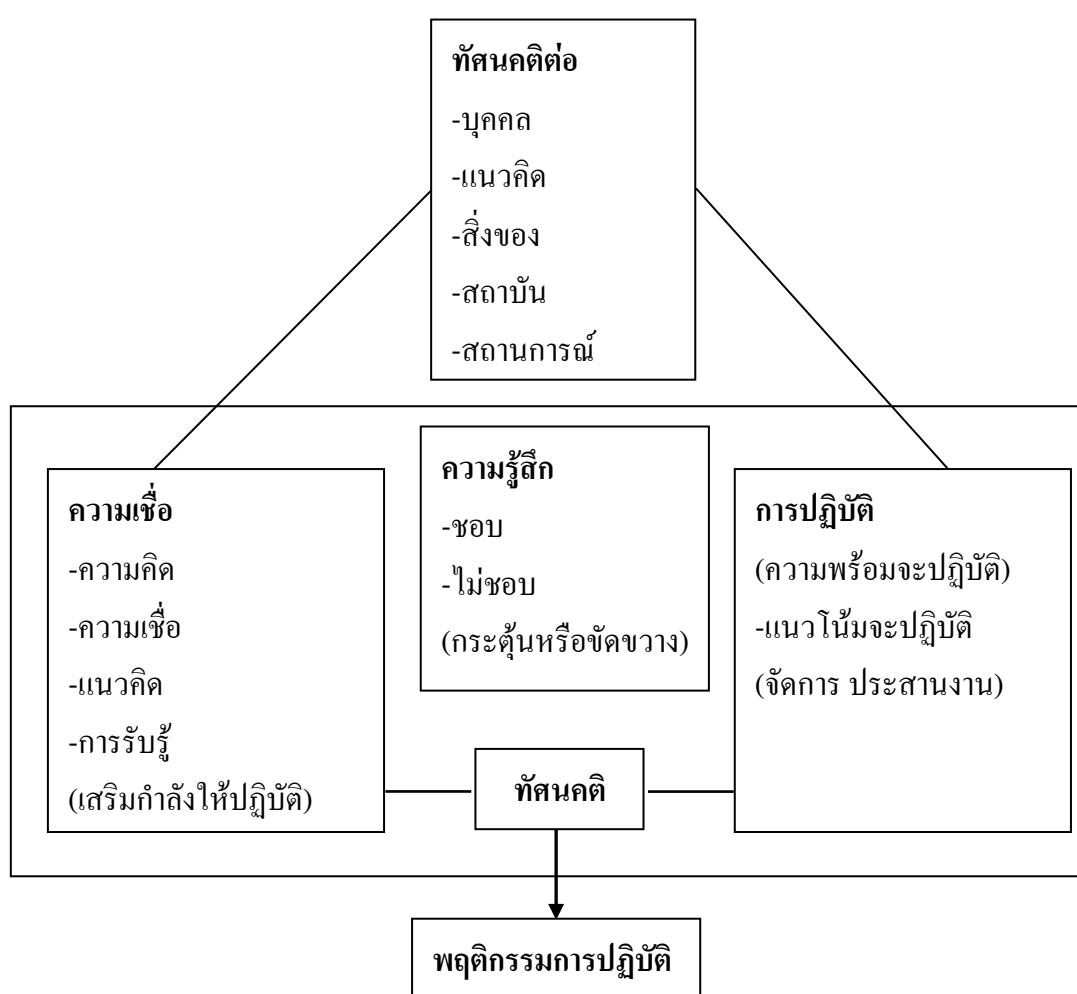 ทัศนคติต่อ
-บุคคล
-แนวคิด
-สิ่งของ
-สถาบัน
-สถานการณ์
ความเชื่อ
-ความคิด
-ความเชื่อ
-แนวคิด
-การรับรู้
(เสริมกำลังให้ปฏิบัติ)
ความรู้สึก
-ชอบ
-ไม่ชอบ
(กระตุ้นหรือขัดขวาง)
การปฏิบัติ
(ความพร้อมจะปฏิบัติ)
-แนวโน้มจะปฏิบัติ
(จัดการ ประสานงาน)
ทัศนคติ
พฤติกรรมการปฏิบัติ